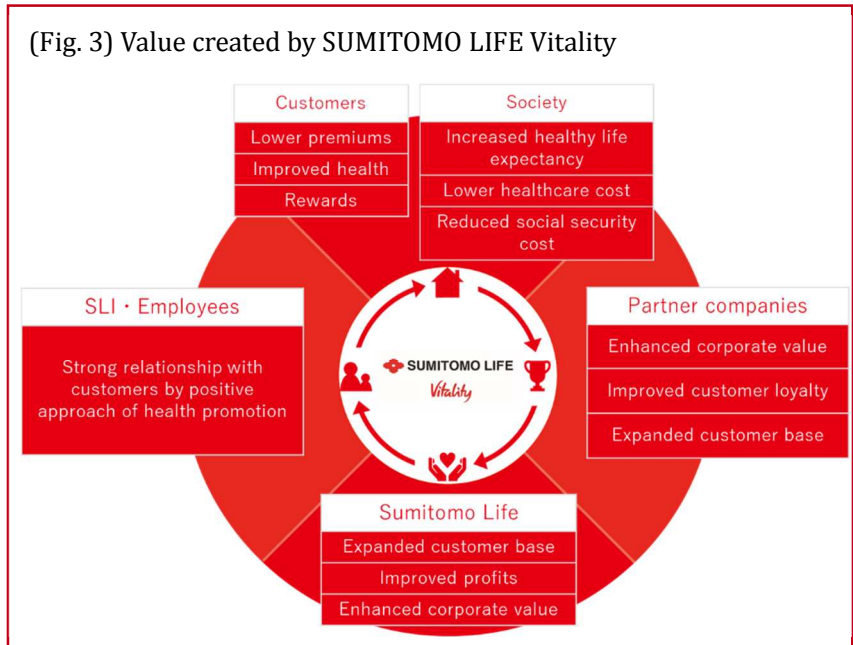 (Fig. 3) Value created by SUMITOMO LIFE Vitality
Customers
Lower premiums
Improved health
Rewards
Society
Increased healthy life
expectancy
Lower healthcare cost
Reduced social security
cost
SLI・Employees
Strong relationship with
customers by positive
approach of health promotion
SUMITOMO LIFE
Vitality
Partner companies
Enhanced corporate value
Improved customer loyalty
Expanded customer base
Sumitomo Life
Expanded customer base
Improved profits
Enhanced corporate value